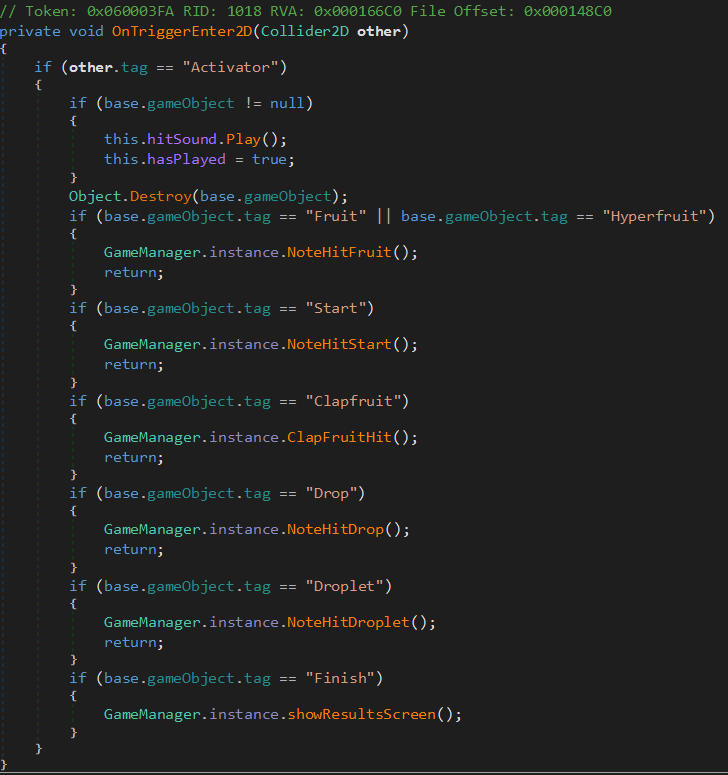 // Token: 0x060003FA RID: 1018 RVA: 0x000166C0 File Offset: 0x000148C0
private void OnTriggerEnter2D(Collider2D other)
{
    if (other.tag == "Activator")
    {
        if (base.gameObject != null)
        {
            this.hitSound.Play();
            this.hasPlayed = true;
        }
        Object.Destroy(base.gameObject);
        if (base.gameObject.tag == "Fruit" || base.gameObject.tag == "Hyperfruit")
        {
            GameManager.instance.NoteHitFruit();
            return;
        }
        if (base.gameObject.tag == "Start")
        {
            GameManager.instance.NoteHitStart();
            return;
        }
        if (base.gameObject.tag == "Clapfruit")
        {
            GameManager.instance.ClapFruitHit();
            return;
        }
        if (base.gameObject.tag == "Drop")
        {
            GameManager.instance.NoteHitDrop();
            return;
        }
        if (base.gameObject.tag == "Droplet")
        {
            GameManager.instance.NoteHitDroplet();
            return;
        }
        if (base.gameObject.tag == "Finish")
        {
            GameManager.instance.showResultsScreen();
        }
    }
}